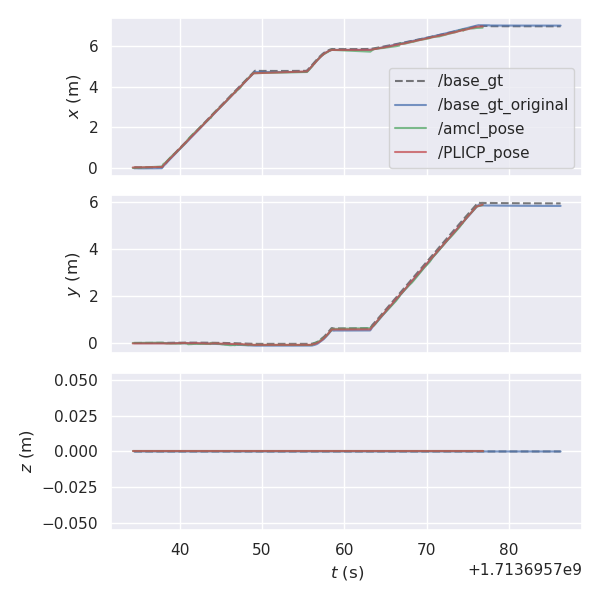 6
4
2
0
x (m)
/base_gt
/base_gt_original
/amcl_pose
/PLICP_pose
6
4
2
0
y (m)
0.050
0.025
0.000
−0.025
−0.050
z (m)
40 50 60 70 80
t (s)
+1.7136957e9